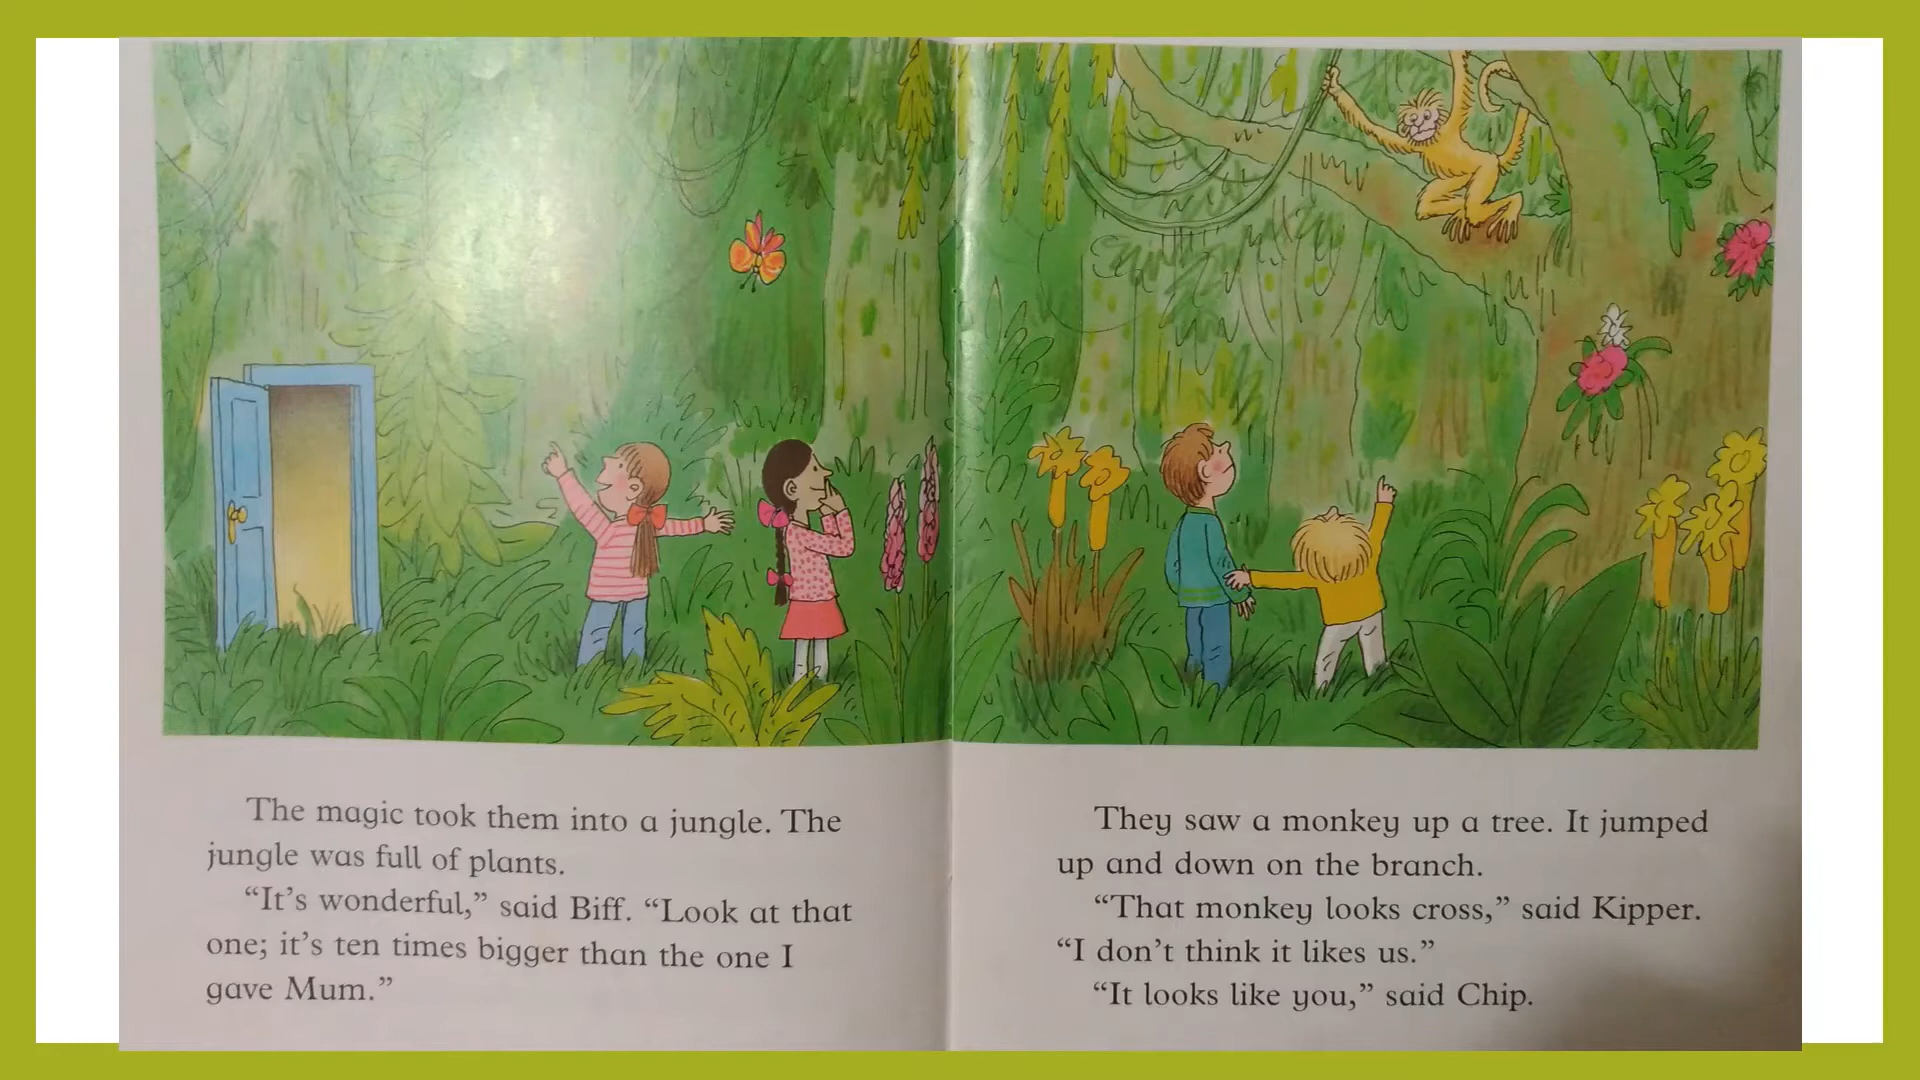 The magic took them into a jungle. The
jungle was full of plants.
“It’s wonderful,” said Biff. “Look at that
one; it’s ten times bigger than the one I
gave Mum.”
They saw a monkey up a tree. It jumped
up and down on the branch.
“That monkey looks cross,” said Kipper.
“I don’t think it likes us.”
“It looks like you,” said Chip.